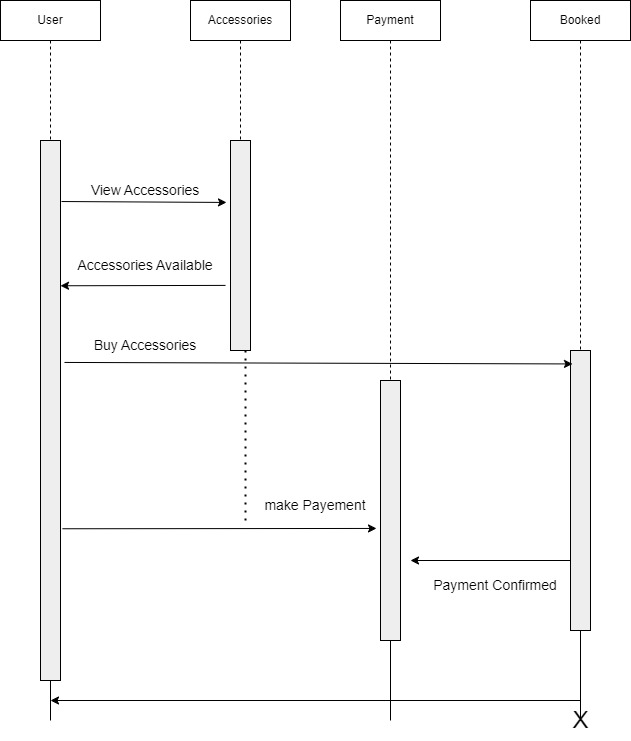 User
Accessories
Payment
Booked
View Accessories
Accessories Available
Buy Accessories
make Payement
Payment Confirmed
X